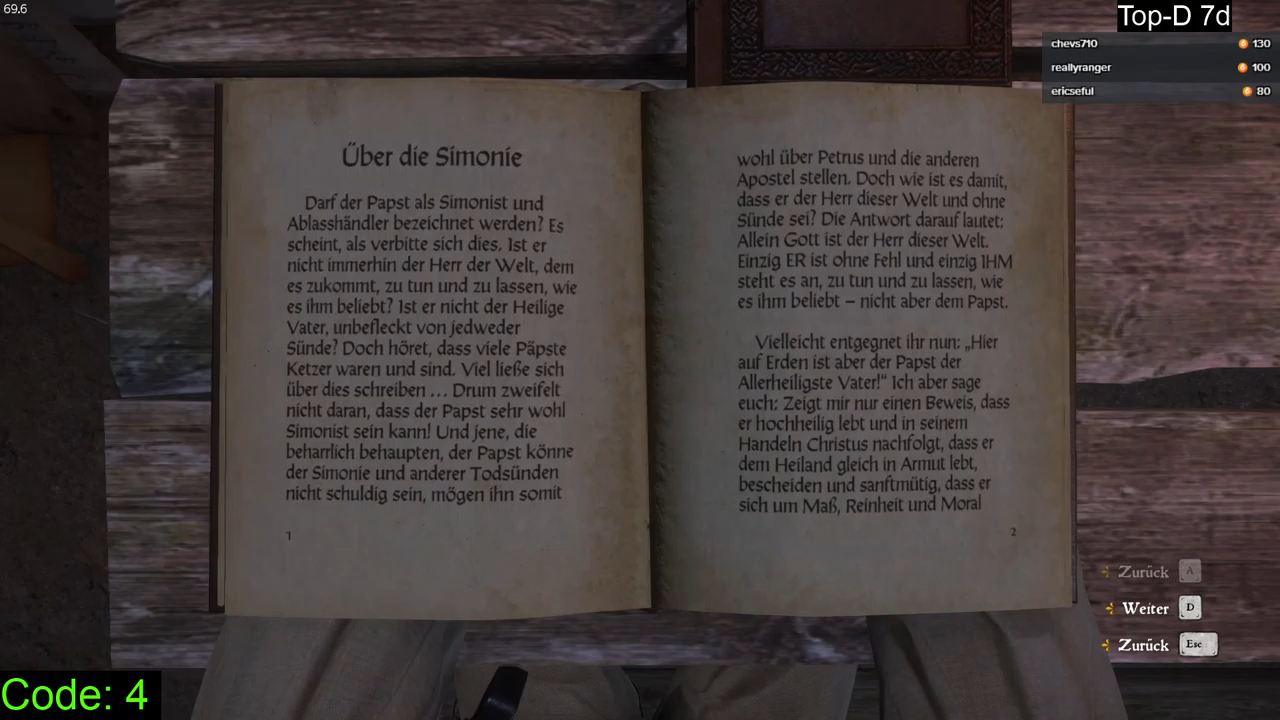 69.6
Top-D 7d
chevs710 130
reallyranger 100
ericseful 80
Über die Simonie
Darf der Papst als Simonist und
Ablasshändler bezeichnet werden? Es
scheint, als verbitte sich dies. Ist er
nicht immerhin der Herr der Welt, dem
es zukommt, zu tun und zu lassen, wie
es ihm beliebt? Ist er nicht der Heilige
Vater, unbefleckt von jedweder
Sünde? Doch höret, dass viele Päpste
Ketzer waren und sind. Viel ließe sich
über dies schreiben ... Drum zweifelt
nicht daran, dass der Papst sehr wohl
Simonist sein kann! Und jene, die
beharrlich behaupten, der Papst könne
der Simonie und anderer Todsünden
nicht schuldig sein, mögen ihn somit
1
wohl über Petrus und die anderen
Apostel stellen. Doch wie ist es damit,
dass er der Herr dieser Welt und ohne
Sünde sei? Die Antwort darauf lautet:
Allein Gott ist der Herr dieser Welt.
Einzig ER ist ohne Fehl und einzig IHM
steht es an, zu tun und zu lassen, wie
es ihm beliebt – nicht aber dem Papst.
Vielleicht entgegnet ihr nun: „Hier
auf Erden ist aber der Papst der
Allerheiligste Vater!" Ich aber sage
euch: Zeigt mir nur einen Beweis, dass
er hochheilig lebt und in seinem
Handeln Christus nachfolgt, dass er
dem Heiland gleich in Armut lebt,
bescheiden und sanftmütig, dass er
sich um Maß, Reinheit und Moral
2
Zurück A
Weiter D
Zurück Esc
Code: 4